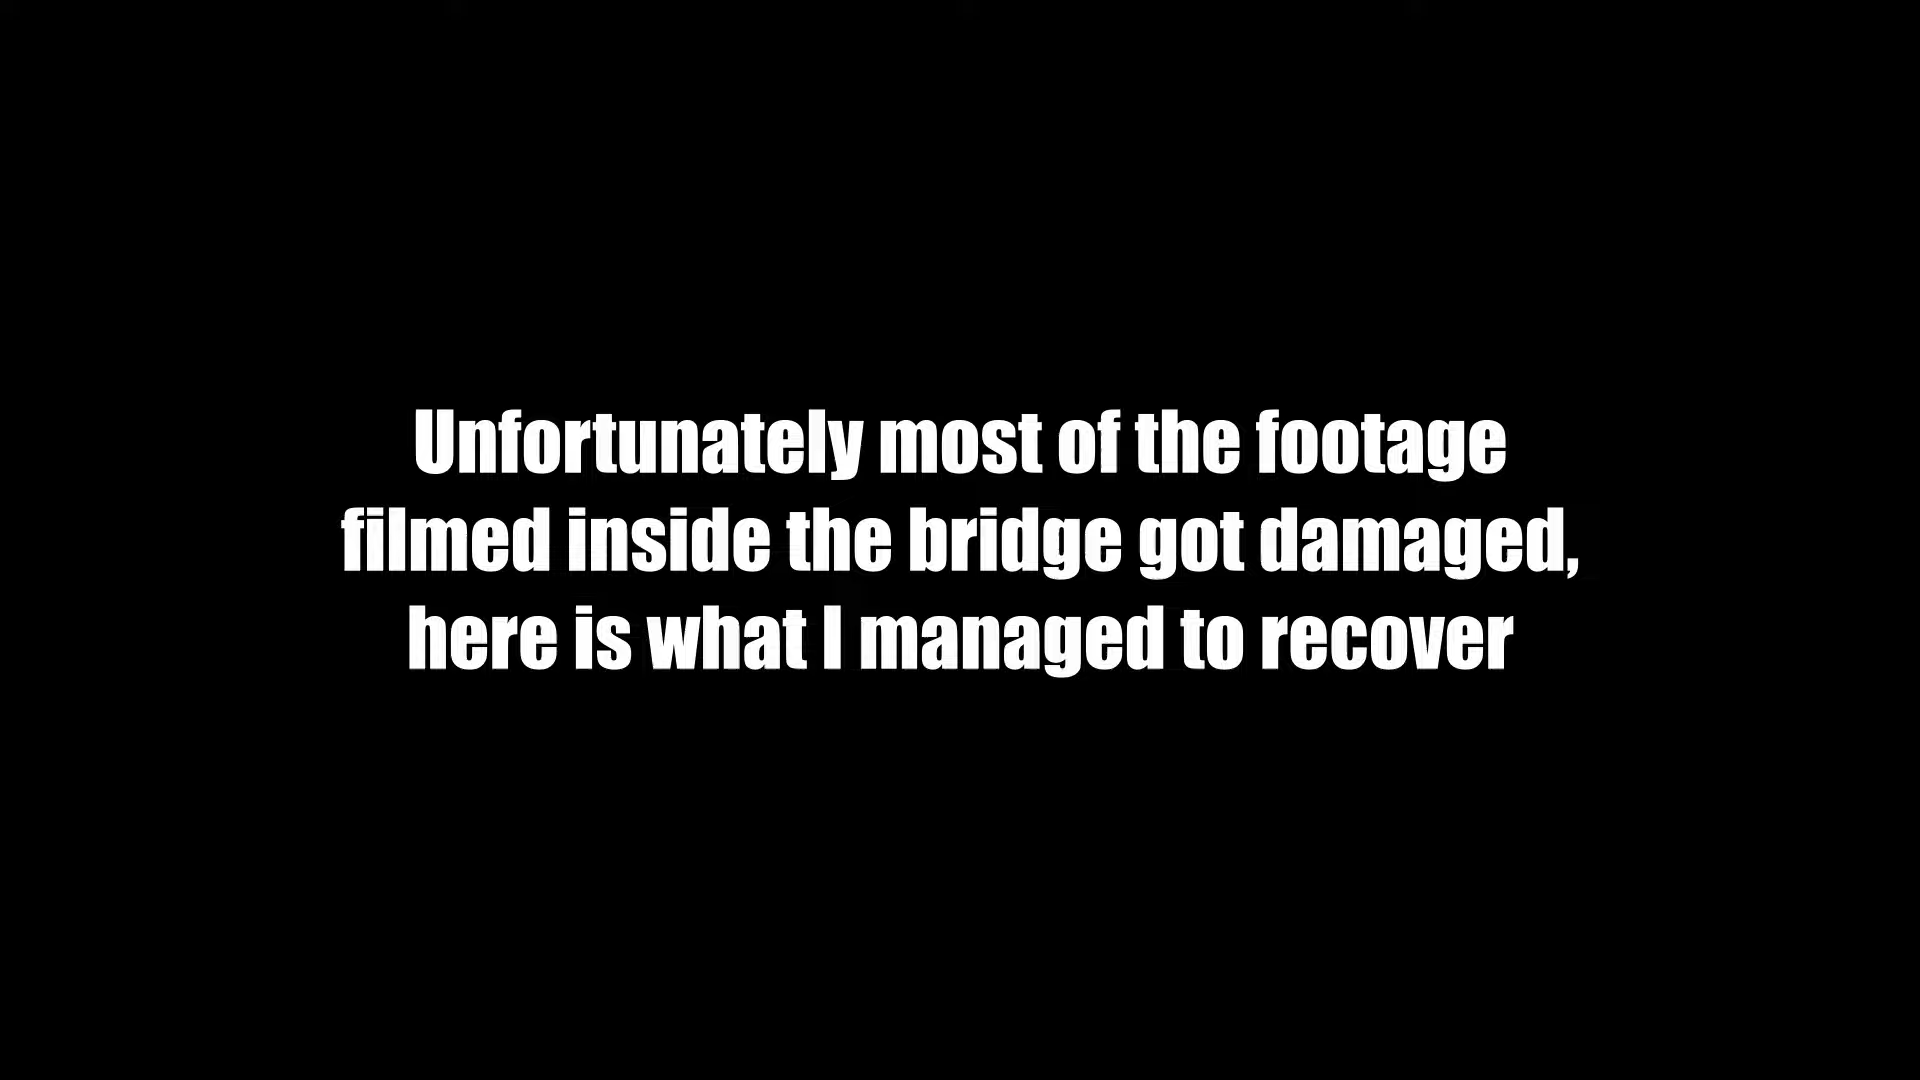 Unfortunately most of the footage
filmed inside the bridge got damaged,
here is what I managed to recover